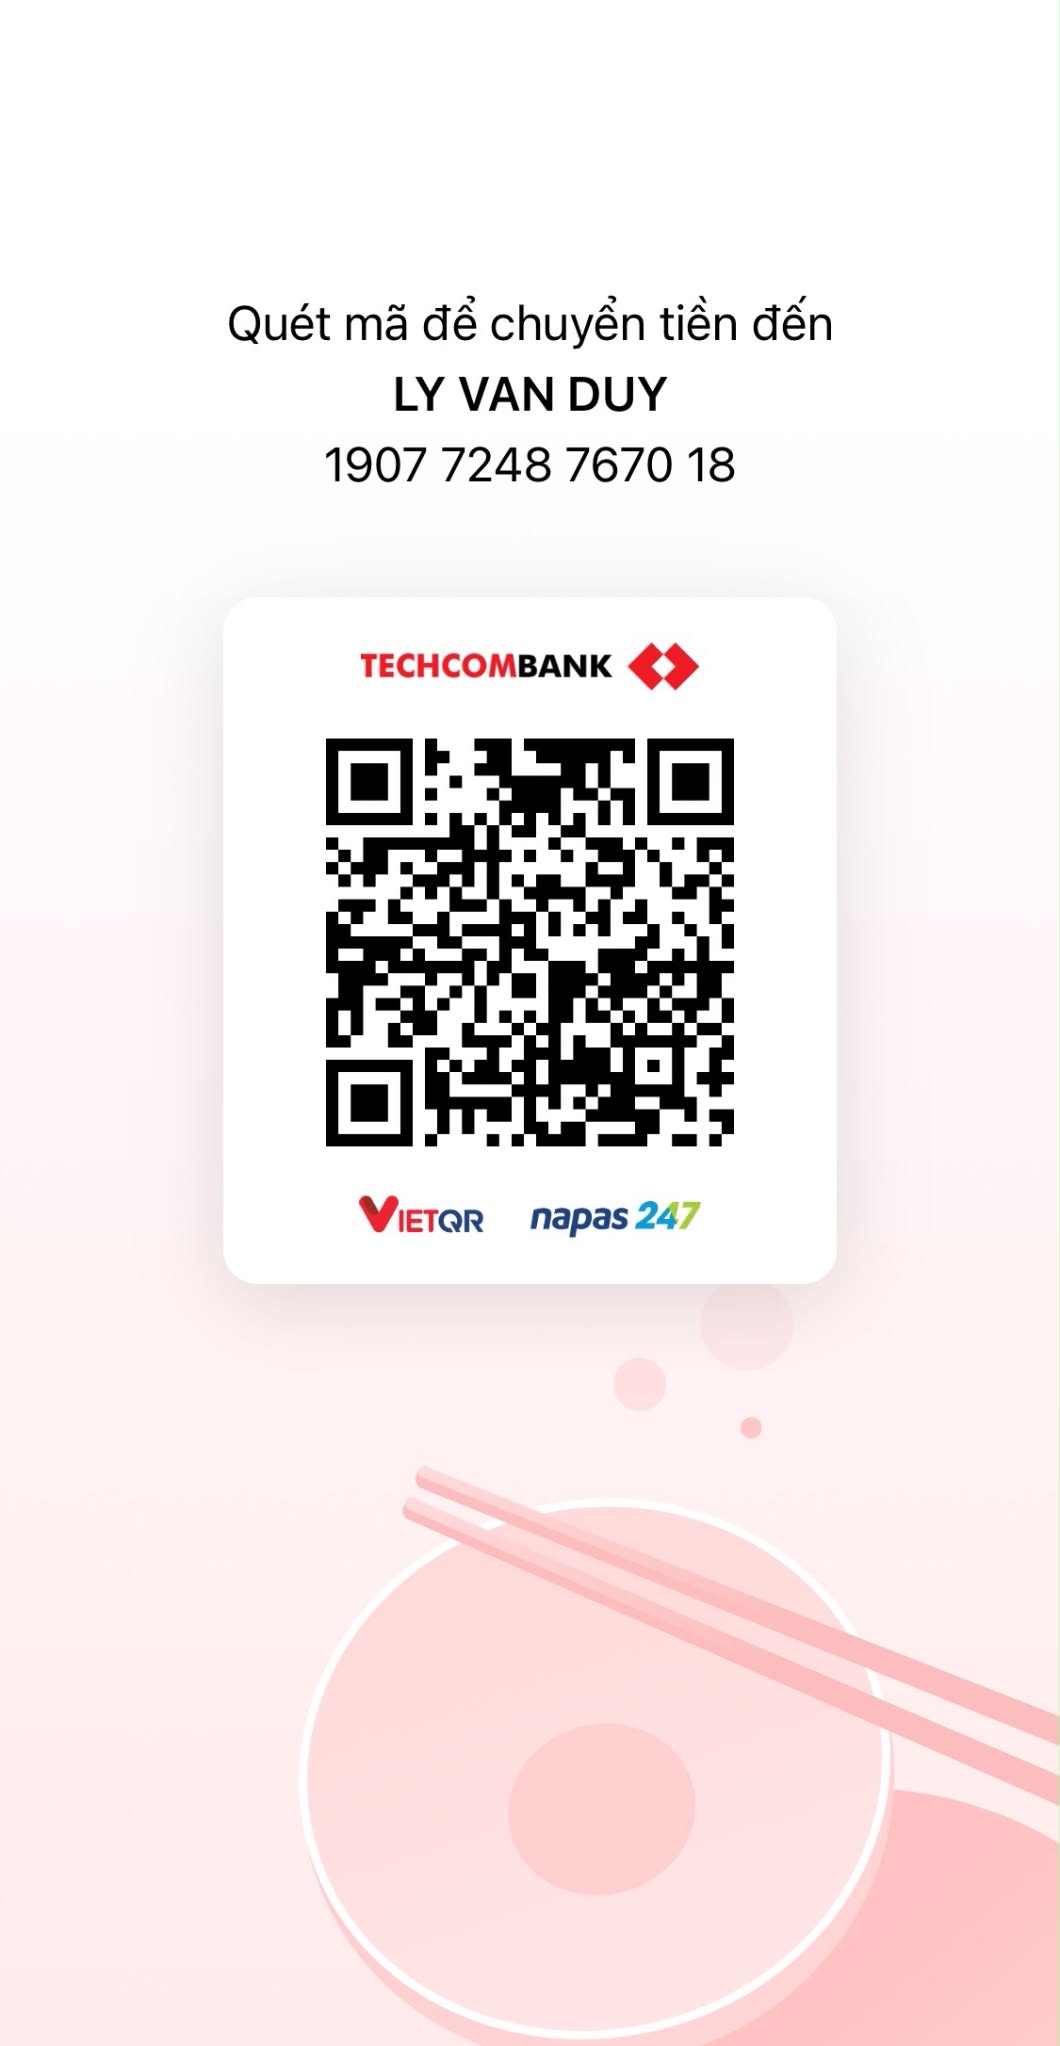 Quét mã để chuyển tiền đến
LY VAN DUY
1907 7248 7670 18
TECHCOMBANK
VIETQR napas 247